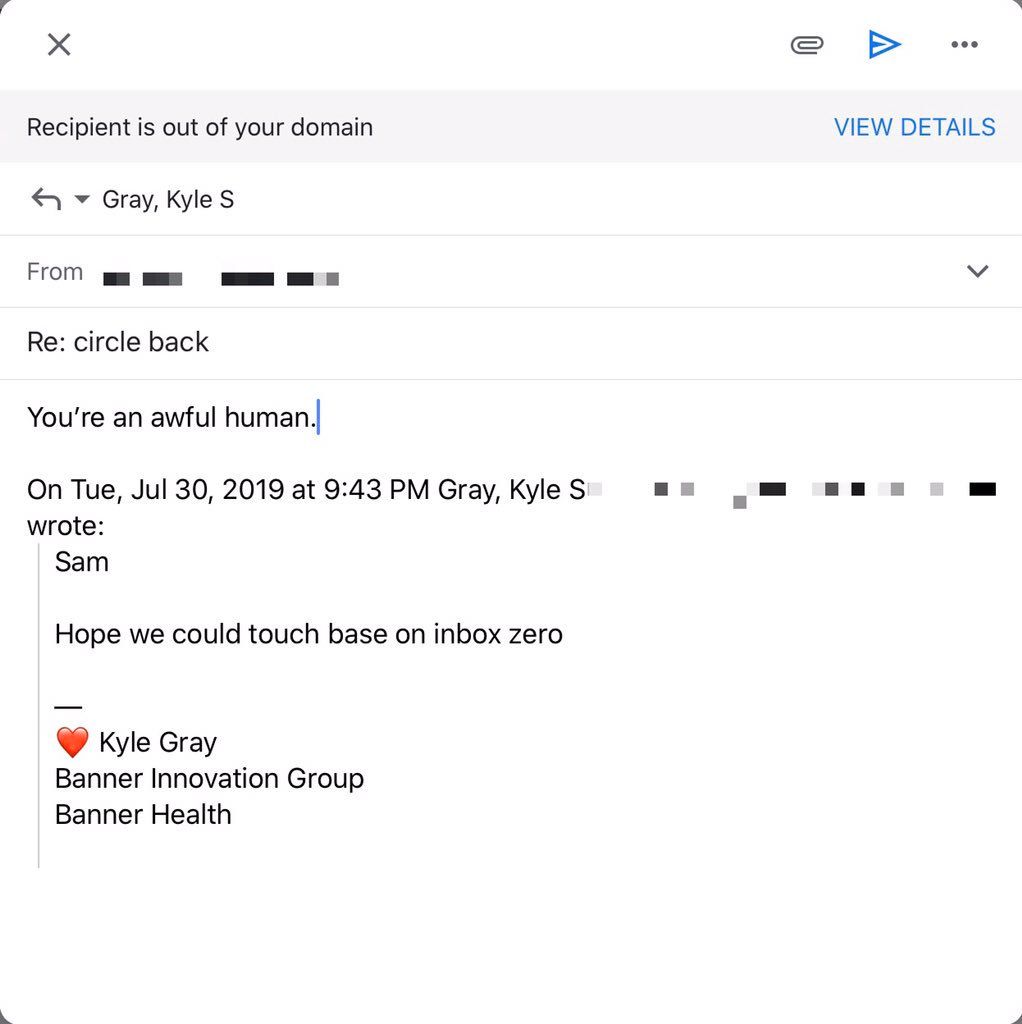 Recipient is out of your domain VIEW DETAILS
Gray, Kyle S
From
Re: circle back
You’re an awful human.
On Tue, Jul 30, 2019 at 9:43 PM Gray, Kyle S
wrote:
Sam
Hope we could touch base on inbox zero
—
❤️ Kyle Gray
Banner Innovation Group
Banner Health